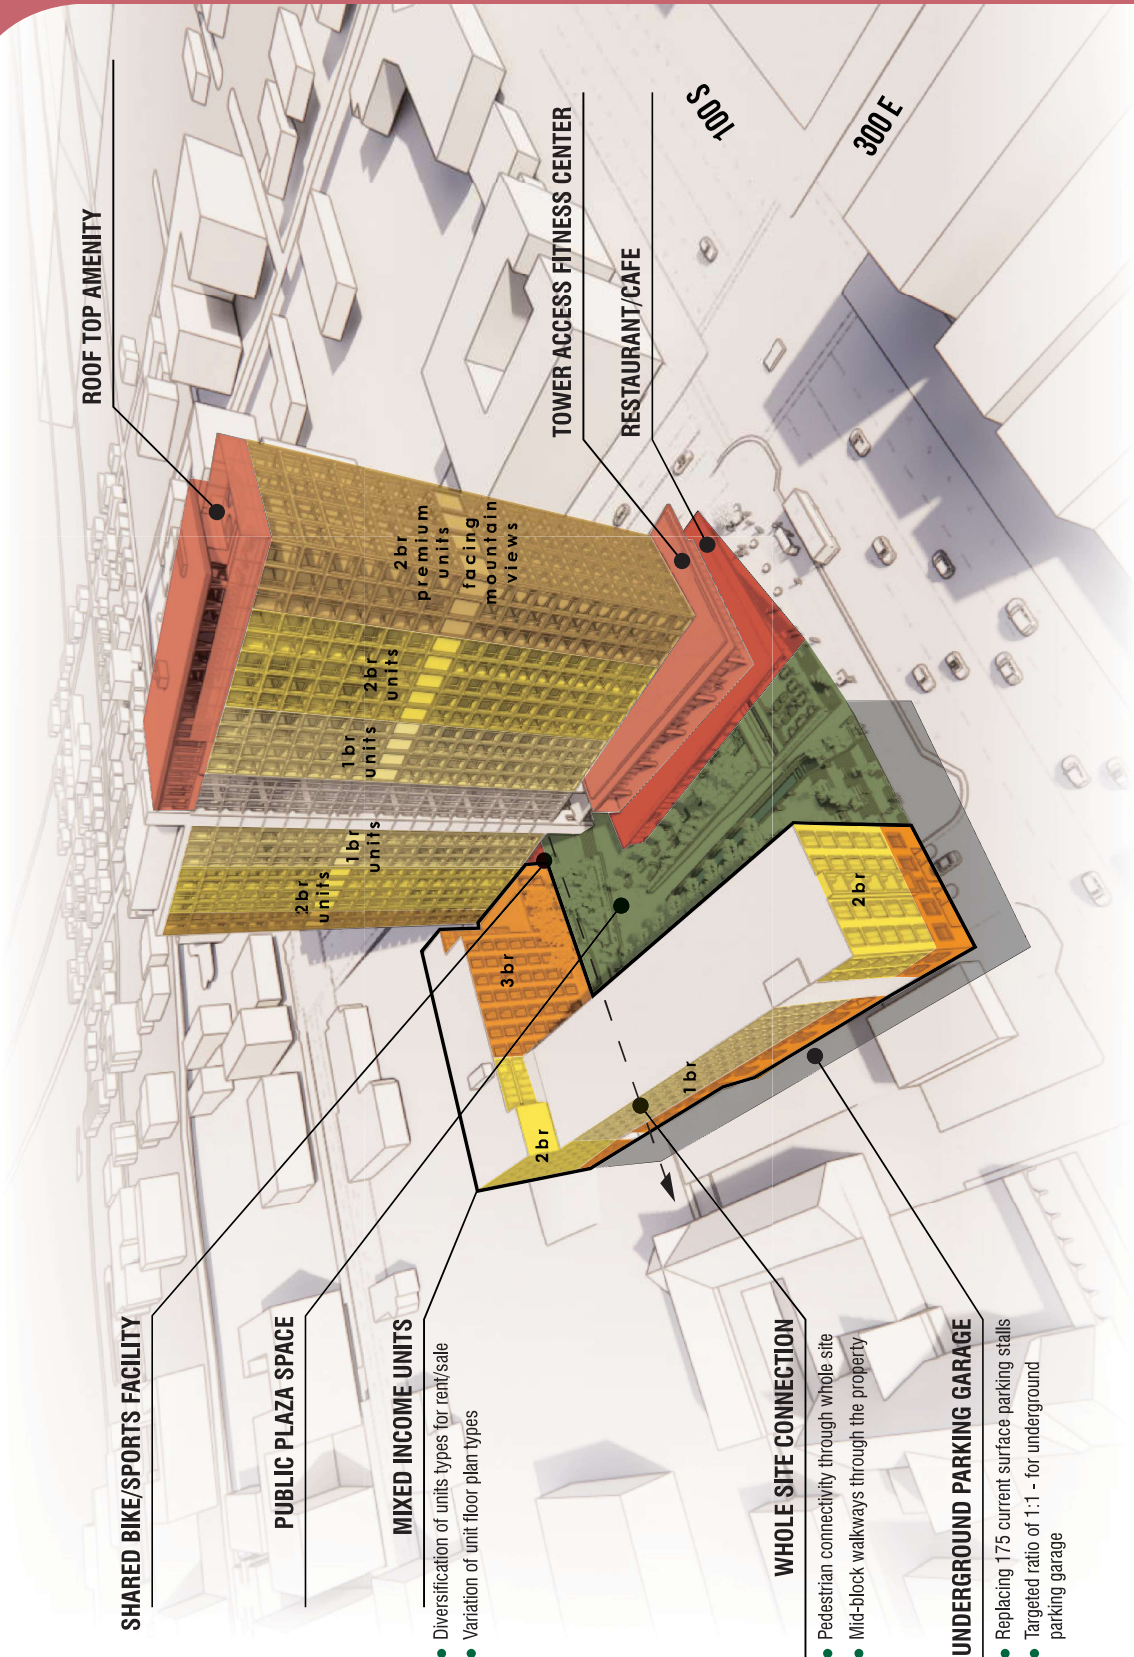 SHARED BIKE/SPORTS FACILITY
PUBLIC PLAZA SPACE
MIXED INCOME UNITS
• Diversification of units types for rent/sale
• Variation of unit floor plan types
WHOLE SITE CONNECTION
• Pedestrian connectivity through whole site
• Mid-block walkways through the property
UNDERGROUND PARKING GARAGE
• Replacing 175 current surface parking stalls
• Targeted ratio of 1:1 - for underground
parking garage
2br
units
1br
units
1br
units
2br
units
2br
premium
units
facing
mountain
views
3br
2br
1br
2br
ROOF TOP AMENITY
TOWER ACCESS FITNESS CENTER
RESTAURANT/CAFE
100 S
300 E